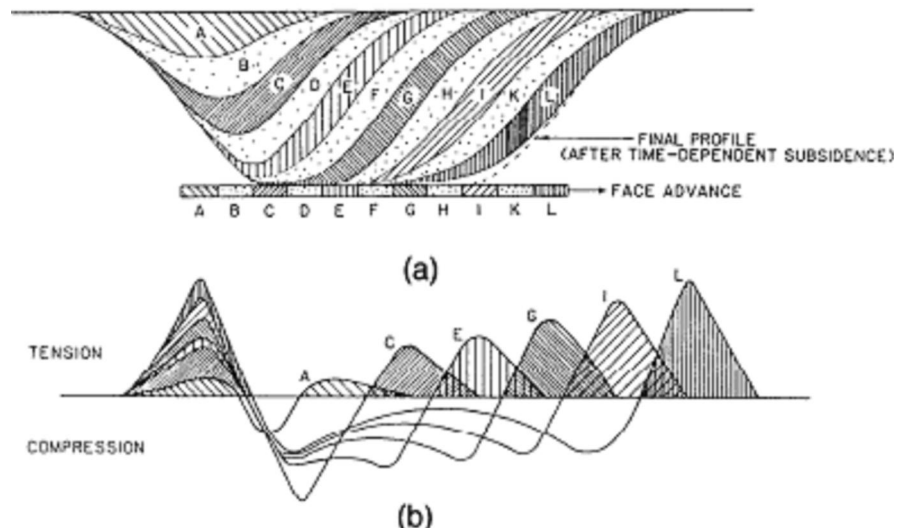 A
B
C
D
E
F
G
H
I
K
L
FINAL PROFILE
(AFTER TIME-DEPENDENT SUBSIDENCE)
FACE ADVANCE
A B C D E F G H I K L
(a)
L
I
G
E
C
TENSION
A
COMPRESSION
(b)